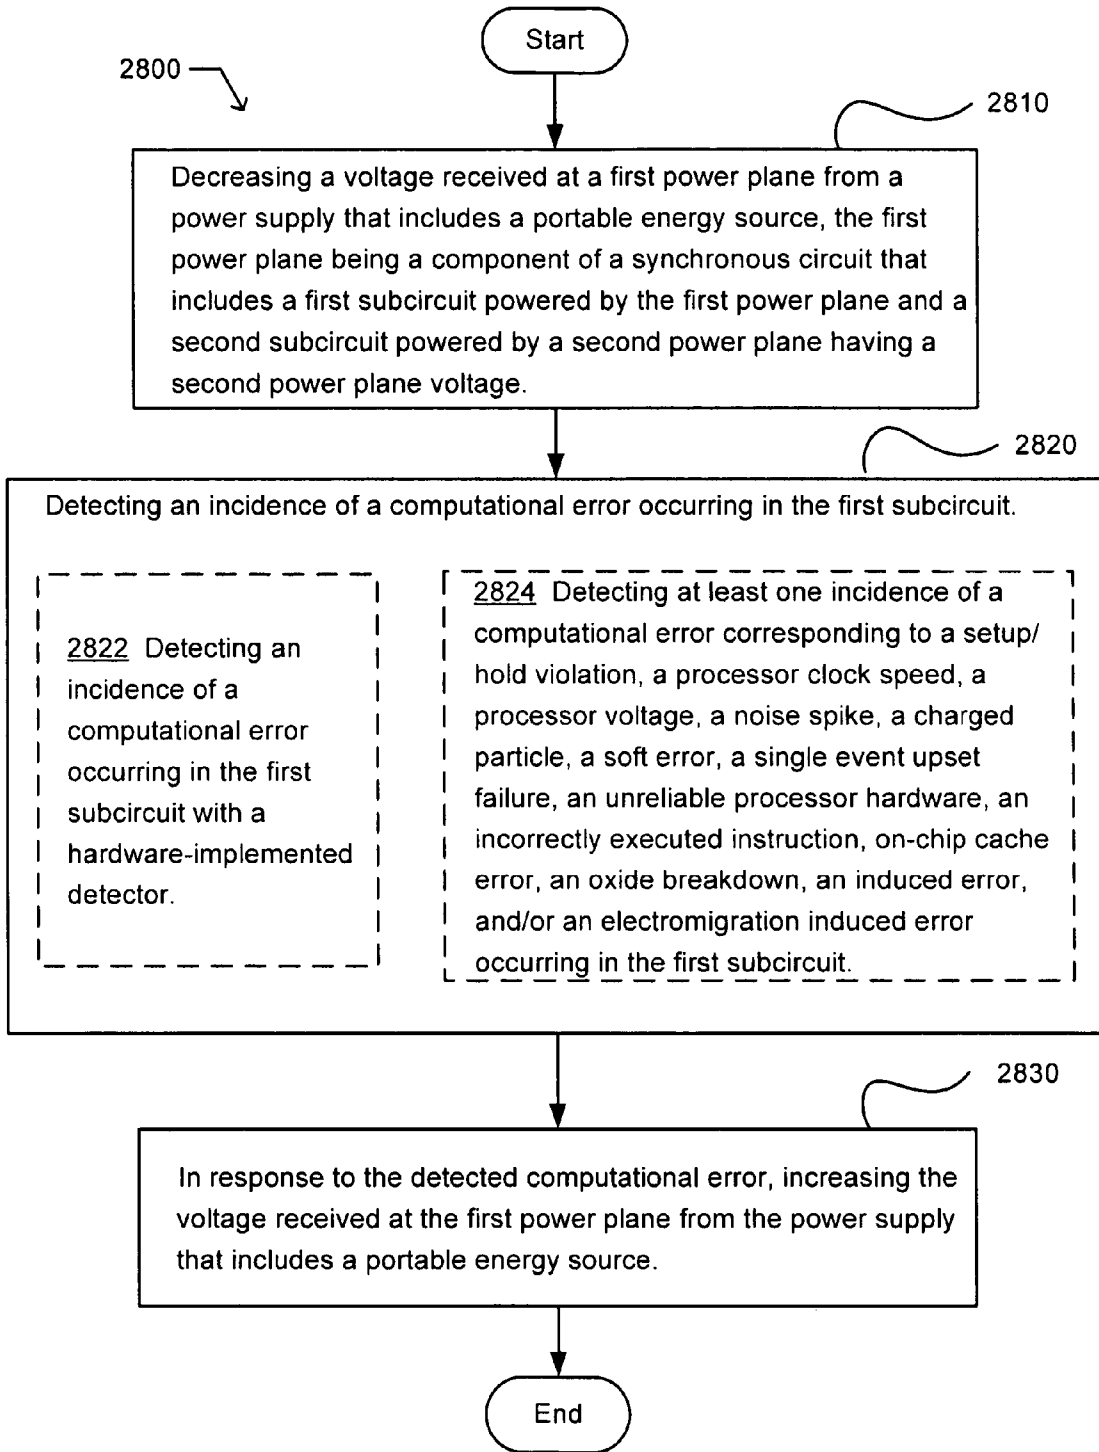 Start
2800
2810
Decreasing a voltage received at a first power plane from a
power supply that includes a portable energy source, the first
power plane being a component of a synchronous circuit that
includes a first subcircuit powered by the first power plane and a
second subcircuit powered by a second power plane having a
second power plane voltage.
2820
Detecting an incidence of a computational error occurring in the first subcircuit.
2822 Detecting an
incidence of a
computational error
occurring in the first
subcircuit with a
hardware-implemented
detector.
2824 Detecting at least one incidence of a
computational error corresponding to a setup/
hold violation, a processor clock speed, a
processor voltage, a noise spike, a charged
particle, a soft error, a single event upset
failure, an unreliable processor hardware, an
incorrectly executed instruction, on-chip cache
error, an oxide breakdown, an induced error,
and/or an electromigration induced error
occurring in the first subcircuit.
2830
In response to the detected computational error, increasing the
voltage received at the first power plane from the power supply
that includes a portable energy source.
End